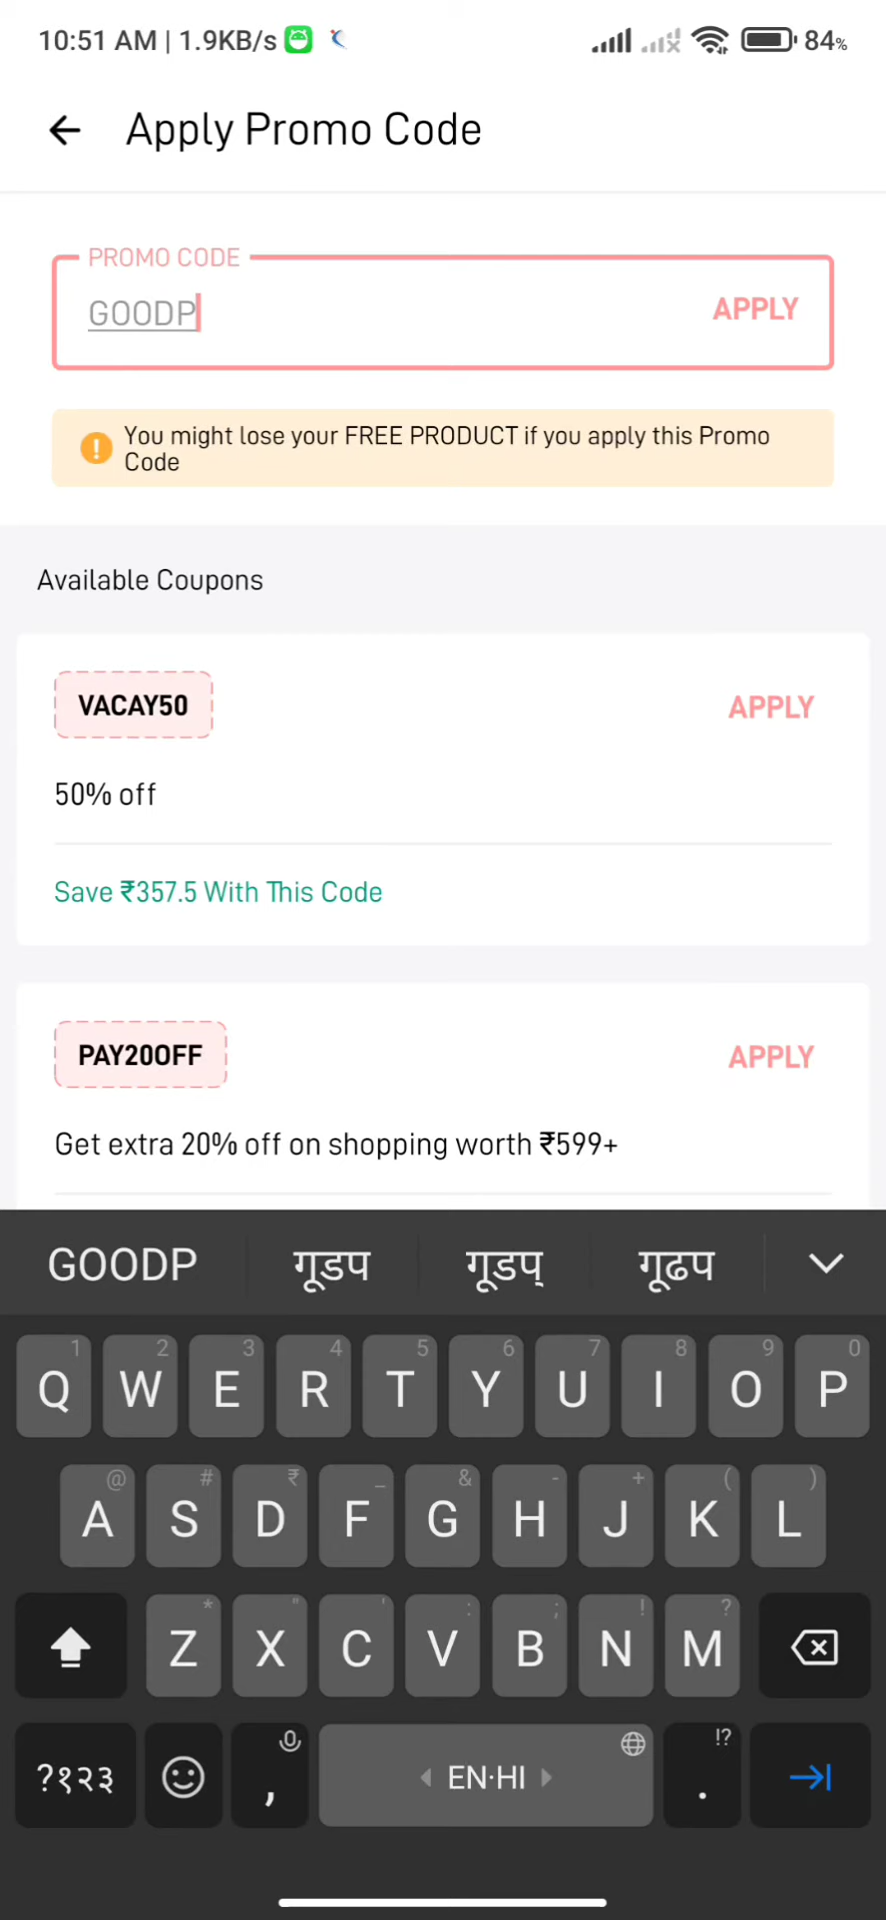 10:51 AM | 1.9KB/s 84%
Apply Promo Code
PROMO CODE
GOODP
APPLY
You might lose your FREE PRODUCT if you apply this Promo
Code
Available Coupons
VACAY50
APPLY
50% off
Save ₹357.5 With This Code
PAY20OFF
APPLY
Get extra 20% off on shopping worth ₹599+
GOODP गूडप गूडप् गूढप
1 2 3 4 5 6 7 8 9 0
Q W E R T Y U I O P
@ # ₹ _ & - + ( )
A S D F G H J K L
* " ' : ; ! ?
Z X C V B N M
!?
?१२३ , EN·HI .